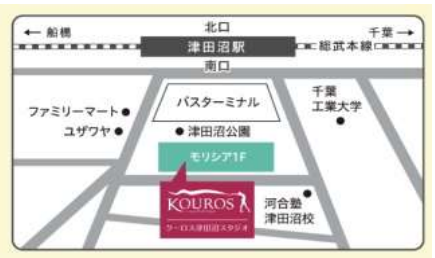 ← 船橋
北口
千葉 →
津田沼駅
総武本線
南口
バスターミナル
千葉
工業大学
ファミリーマート
ユザワヤ
津田沼公園
モリシア1F
KOUROS
クーロス津田沼スタジオ
河合塾
津田沼校